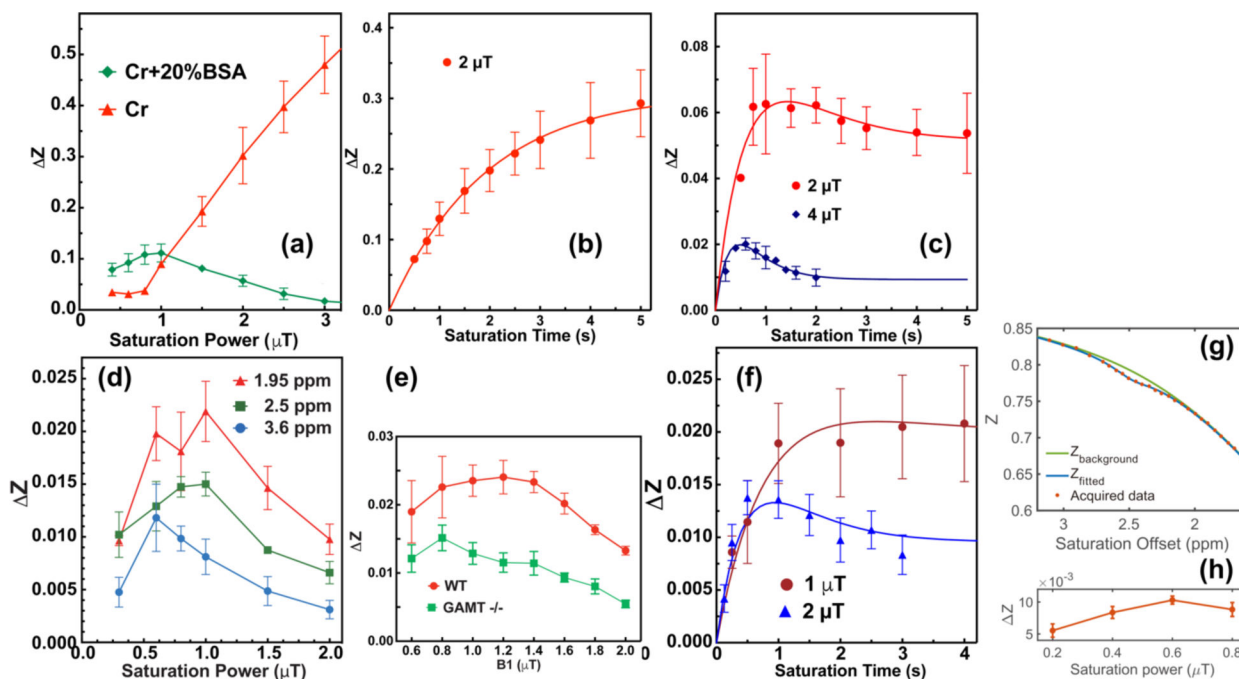 (a)
Cr+20%BSA
Cr
ΔZ
0.5
0.4
0.3
0.2
0.1
0.0
0 1 2 3
Saturation Power (μT)
(b)
2 μT
ΔZ
0.4
0.3
0.2
0.1
0.0
0 1 2 3 4 5
Saturation Time (s)
(c)
2 μT
4 μT
ΔZ
0.09
0.06
0.03
0.00
0 1 2 3 4 5
Saturation Time (s)
(d)
1.95 ppm
2.5 ppm
3.6 ppm
ΔZ
0.025
0.020
0.015
0.010
0.005
0.000
0.0 0.5 1.0 1.5 2.0
Saturation Power (μT)
(e)
WT
GAMT -/-
ΔZ
0.03
0.02
0.01
0.00
0.6 0.8 1.0 1.2 1.4 1.6 1.8 2.0
B1 (μT)
(f)
1 μT
2 μT
ΔZ
0.025
0.020
0.015
0.010
0.005
0.000
0 1 2 3 4
Saturation Time (s)
(g)
Z
0.85
0.8
0.75
0.7
0.65
0.6
Zbackground
Zfitted
Acquired data
3 2.5 2
Saturation Offset (ppm)
(h)
×10-3
ΔZ
10
5
0.2 0.4 0.6 0.8
Saturation power (μT)